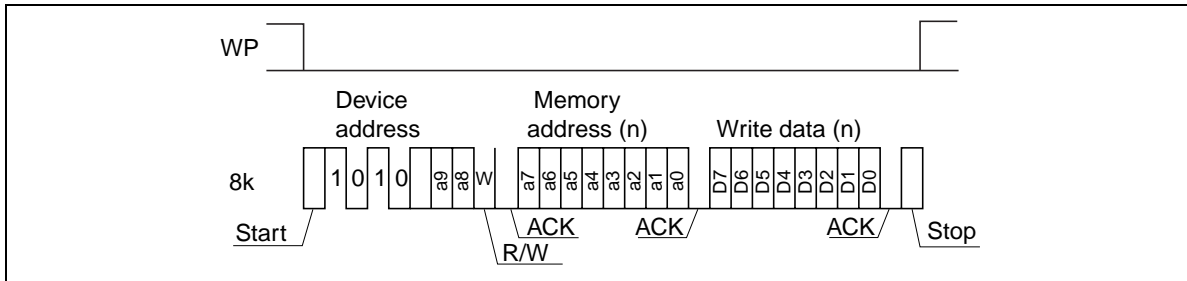 WP
Device address
Memory address (n)
Write data (n)
8k
1 0 1 0 a9 a8 W a7 a6 a5 a4 a3 a2 a1 a0 D7 D6 D5 D4 D3 D2 D1 D0
Start
ACK
ACK
ACK
Stop
R/W